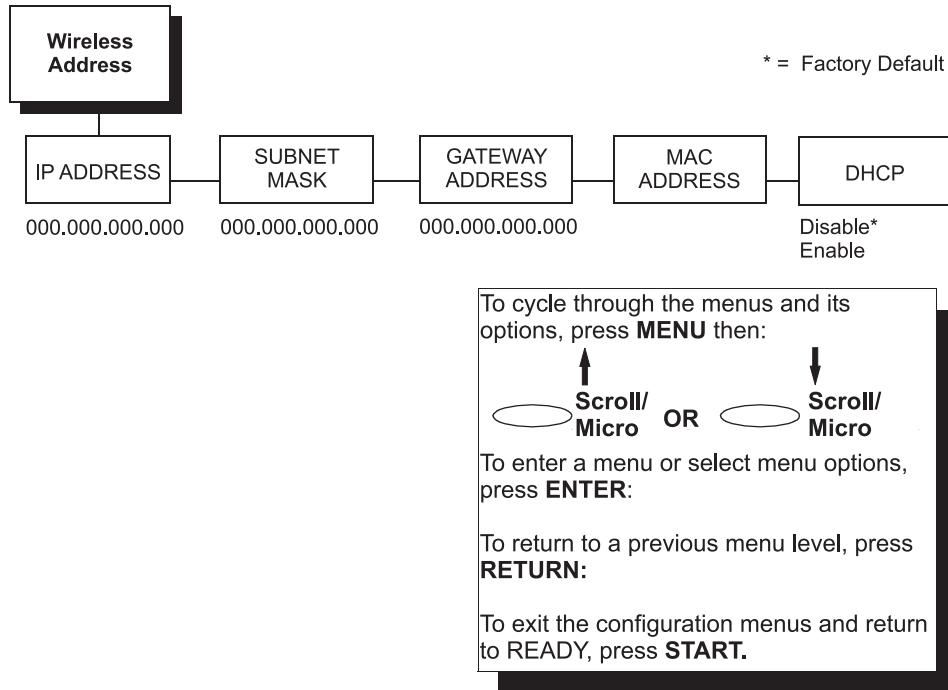 Wireless
Address
* = Factory Default
IP ADDRESS
SUBNET
MASK
GATEWAY
ADDRESS
MAC
ADDRESS
DHCP
000.000.000.000
000.000.000.000
000.000.000.000
Disable*
Enable
To cycle through the menus and its
options, press MENU then:
Scroll/
Micro
OR
Scroll/
Micro
To enter a menu or select menu options,
press ENTER:
To return to a previous menu level, press
RETURN:
To exit the configuration menus and return
to READY, press START.